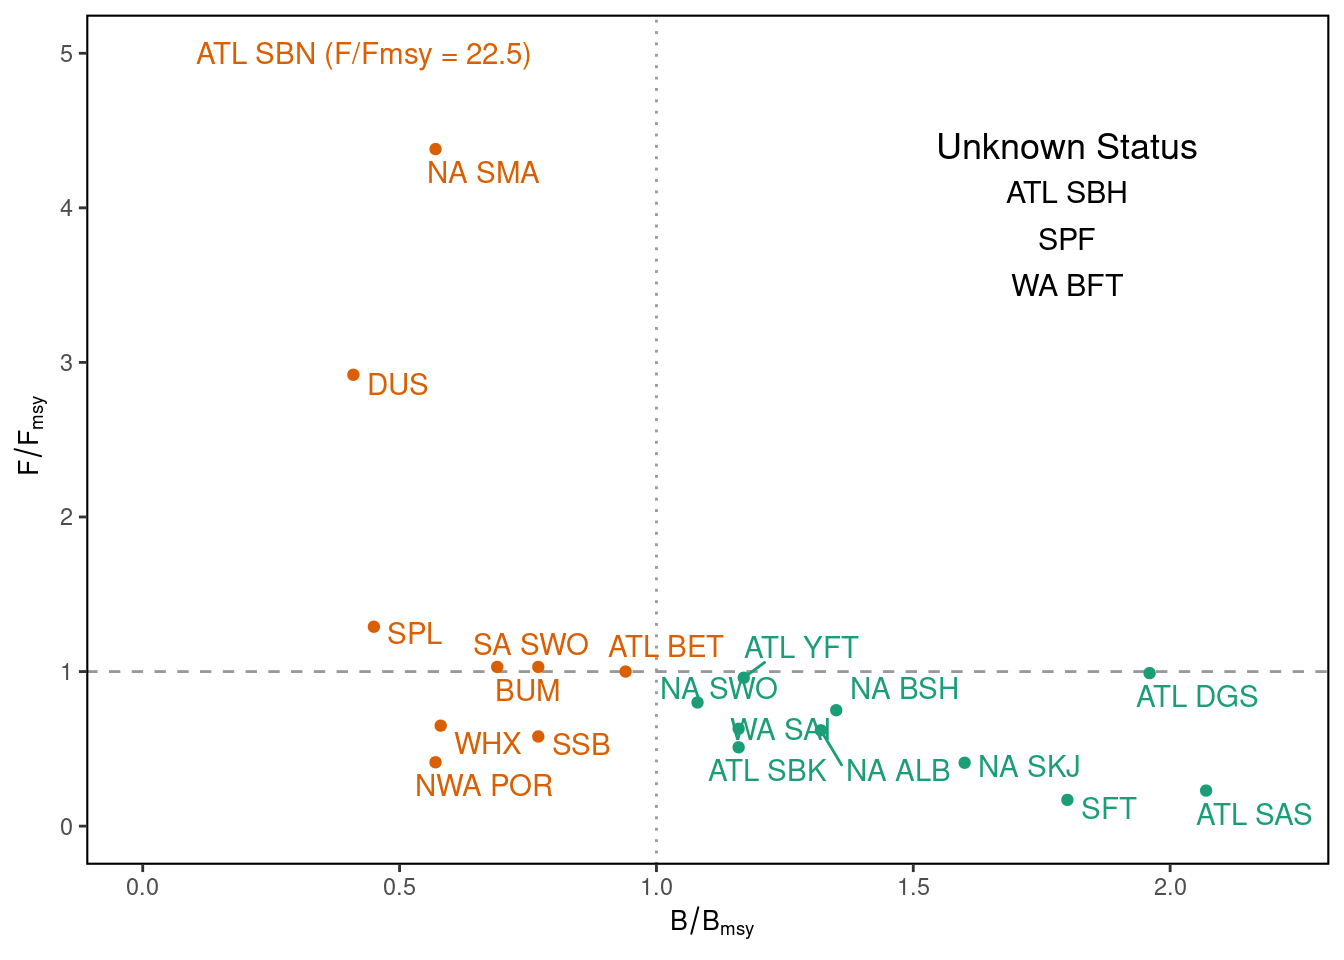 ATL SBN (F/Fmsy = 22.5)
NA SMA
Unknown Status
ATL SBH
SPF
WA BFT
DUS
SPL
SA SWO
ATL BET
ATL YFT
BUM
NA SWO
NA BSH
ATL DGS
WHX
SSB
WA SAI
NWA POR
ATL SBK
NA ALB
NA SKJ
SFT
ATL SAS
5
4
3
2
1
0
F/Fmsy
0.0
0.5
1.0
1.5
2.0
B/Bmsy